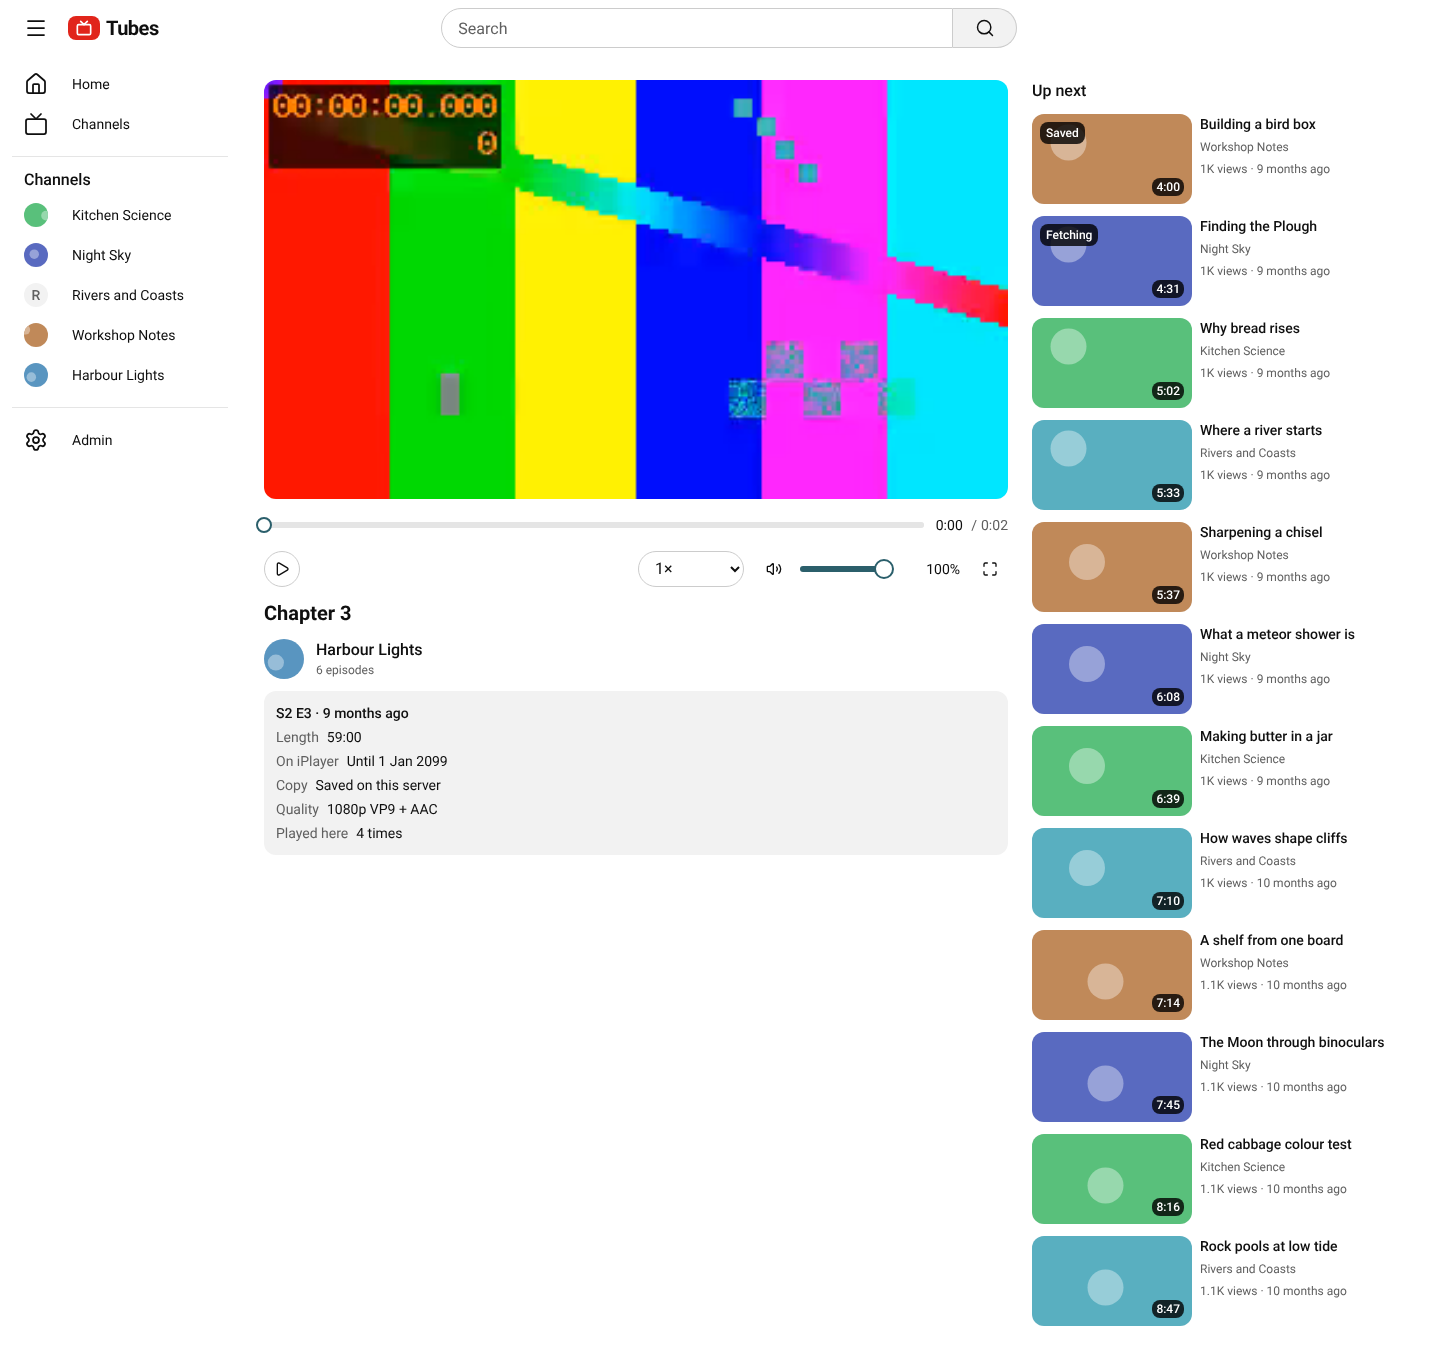 Tubes
Search
Home
Channels
Channels
Kitchen Science
Night Sky
R
Rivers and Coasts
Workshop Notes
Harbour Lights
Admin
00:00:00.000
0
0:00 / 0:02
1×
100%
Chapter 3
Harbour Lights
6 episodes
S2 E3 · 9 months ago
Length 59:00
On iPlayer Until 1 Jan 2099
Copy Saved on this server
Quality 1080p VP9 + AAC
Played here 4 times
Up next
Saved
4:00
Building a bird box
Workshop Notes
1K views · 9 months ago
Fetching
4:31
Finding the Plough
Night Sky
1K views · 9 months ago
5:02
Why bread rises
Kitchen Science
1K views · 9 months ago
5:33
Where a river starts
Rivers and Coasts
1K views · 9 months ago
5:37
Sharpening a chisel
Workshop Notes
1K views · 9 months ago
6:08
What a meteor shower is
Night Sky
1K views · 9 months ago
6:39
Making butter in a jar
Kitchen Science
1K views · 9 months ago
7:10
How waves shape cliffs
Rivers and Coasts
1K views · 10 months ago
7:14
A shelf from one board
Workshop Notes
1.1K views · 10 months ago
7:45
The Moon through binoculars
Night Sky
1.1K views · 10 months ago
8:16
Red cabbage colour test
Kitchen Science
1.1K views · 10 months ago
8:47
Rock pools at low tide
Rivers and Coasts
1.1K views · 10 months ago